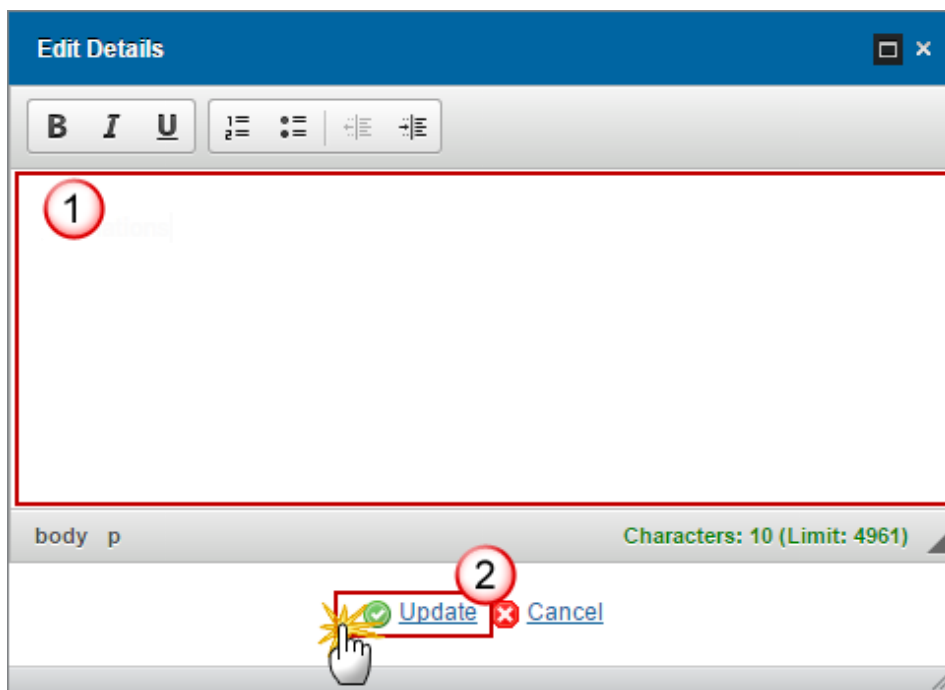 Edit Details
B I U
1
body p
Characters: 10 (Limit: 4961)
2
Update Cancel